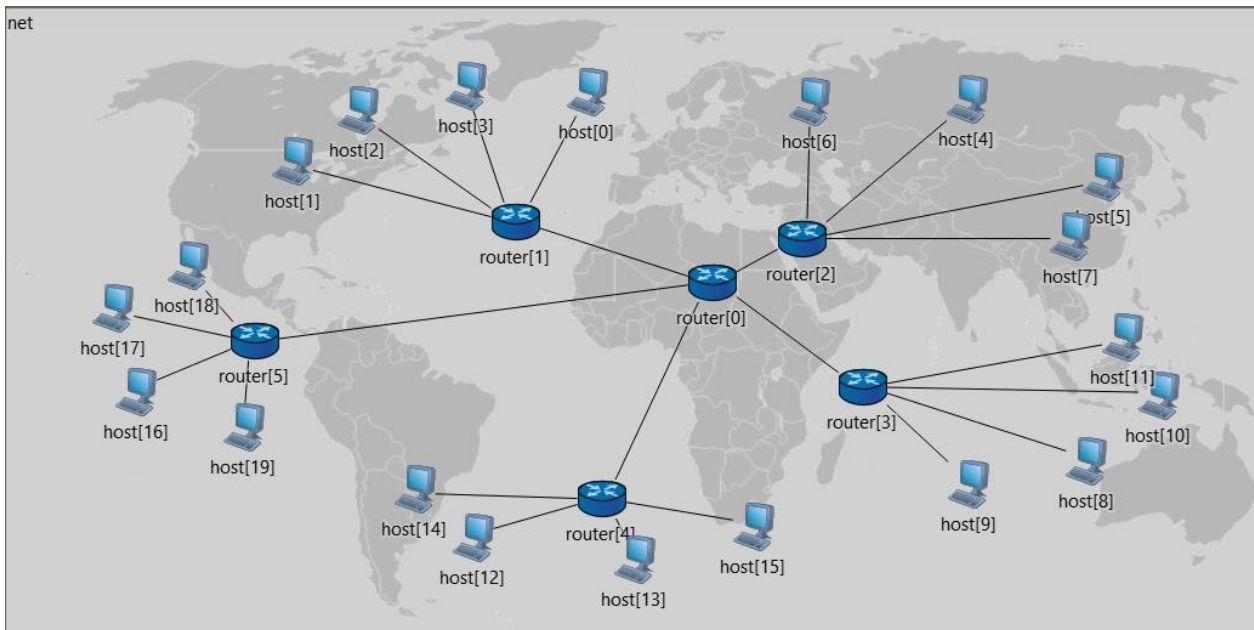 net
host[3]
host[0]
host[2]
host[6]
host[4]
host[1]
host[5]
router[1]
router[2]
host[7]
host[18]
router[0]
host[17]
router[5]
host[11]
host[16]
router[3]
host[10]
host[19]
host[8]
host[14]
router[4]
host[9]
host[12]
host[15]
host[13]